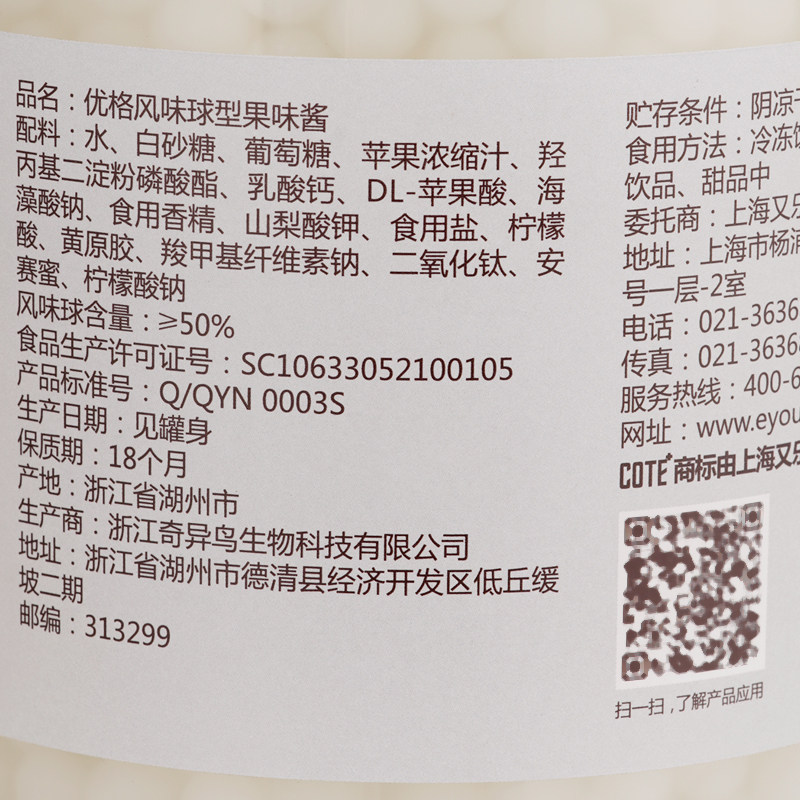 品名：优格风味球型果味酱
配料：水、白砂糖、葡萄糖、苹果浓缩汁、羟
丙基二淀粉磷酸酯、乳酸钙、DL-苹果酸、海
藻酸钠、食用香精、山梨酸钾、食用盐、柠檬
酸、黄原胶、羧甲基纤维素钠、二氧化钛、安
赛蜜、柠檬酸钠
风味球含量：≥50%
食品生产许可证号：SC10633052100105
产品标准号：Q/QYN 0003S
生产日期：见罐身
保质期：18个月
产地：浙江省湖州市
生产商：浙江奇异鸟生物科技有限公司
地址：浙江省湖州市德清县经济开发区低丘缓
坡二期
邮编：313299
贮存条件：阴凉
食用方法：冷冻
饮品、甜品中
委托商：上海又
地址：上海市杨
号一层-2室
电话：021-3636
传真：021-3636
服务热线：400-6
网址：www.eyou
COTE 商标由上海又
扫一扫，了解产品应用